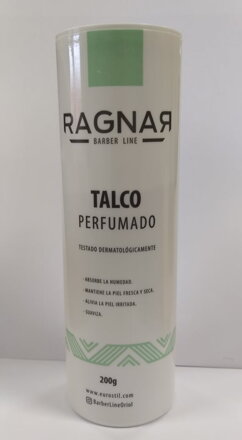 RAGNAR
BARBER LINE
TALCO
PERFUMADO
TESTADO DERMATOLÓGICAMENTE
· ABSORBE LA HUMEDAD.
· MANTIENE LA PIEL FRESCA Y SECA.
· ALIVIA LA PIEL IRRITADA.
· SUAVIZA.
200g
www.eurostil.com
@BarberLineOriol